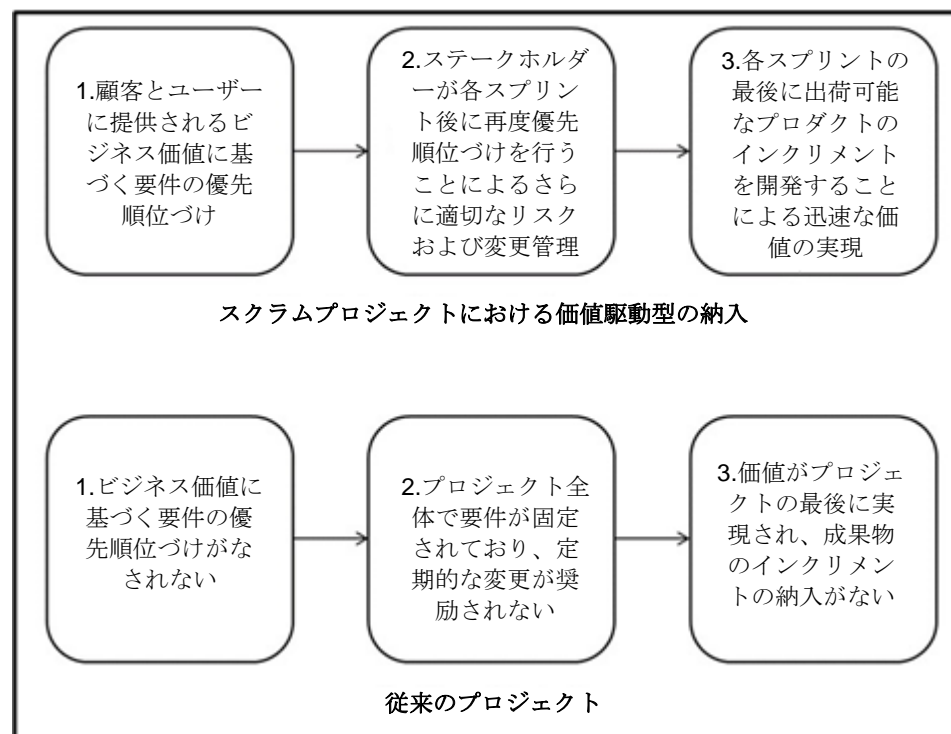 1.顧客とユーザー
に提供されるビ
ジネス価値に基
づく要件の優先
順位づけ
2.ステークホルダ
ーが各スプリン
ト後に再度優先
順位づけを行う
ことによるさら
に適切なリスク
および変更管理
3.各スプリントの
最後に出荷可能
なプロダクトの
インクリメント
を開発すること
による迅速な価
値の実現
スクラムプロジェクトにおける価値駆動型の納入
1.ビジネス価値に
基づく要件の優
先順位づけがな
されない
2.プロジェクト全
体で要件が固定
されており、定
期的な変更が奨
励されない
3.価値がプロジェ
クトの最後に実
現され、成果物
のインクリメン
トの納入がない
従来のプロジェクト